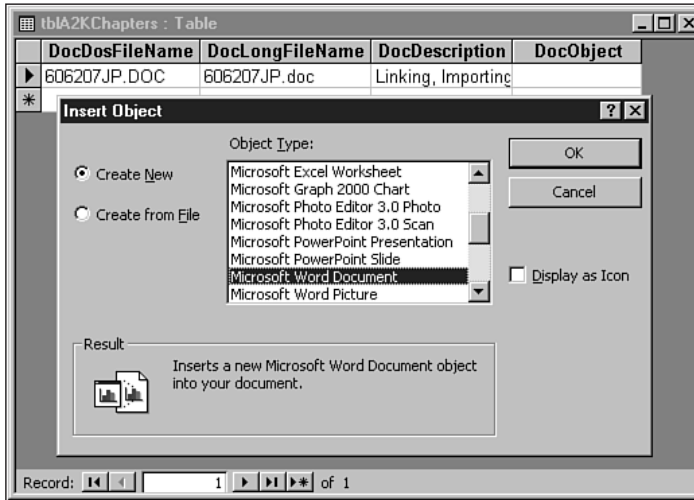 tblA2KChapters : Table
DocDosFileName DocLongFileName DocDescription DocObject
606207JP.DOC 606207JP.doc Linking, Importing
Insert Object
Object Type:
Create New
Create from File
Microsoft Excel Worksheet
Microsoft Graph 2000 Chart
Microsoft Photo Editor 3.0 Photo
Microsoft Photo Editor 3.0 Scan
Microsoft PowerPoint Presentation
Microsoft PowerPoint Slide
Microsoft Word Document
Microsoft Word Picture
OK
Cancel
Display as Icon
Result
Inserts a new Microsoft Word Document object
into your document.
Record: 1 of 1